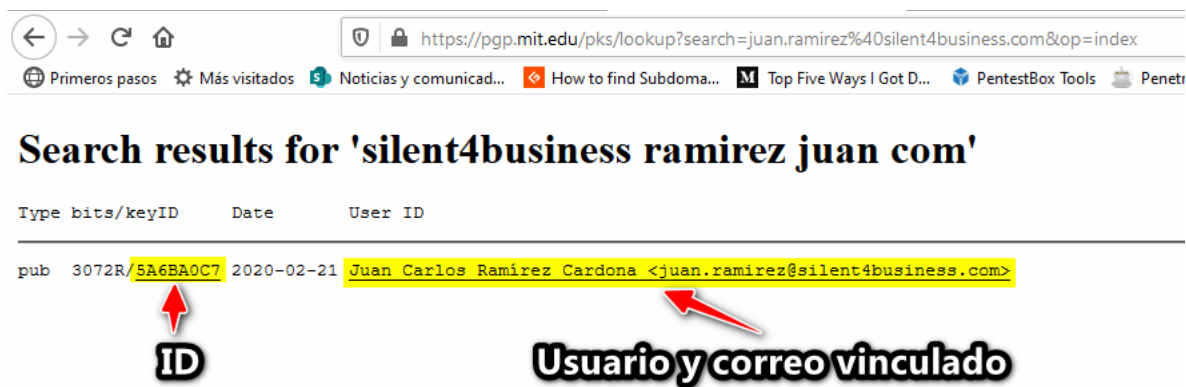 https://pgp.mit.edu/pks/lookup?search=juan.ramirez%40silent4business.com&op=index
Primeros pasos Más visitados Noticias y comunicad... How to find Subdoma... Top Five Ways I Got D... PentestBox Tools Penetr
Search results for 'silent4business ramirez juan com'
Type bits/keyID Date User ID
pub 3072R/5A6BA0C7 2020-02-21 Juan Carlos Ramírez Cardona <juan.ramirez@silent4business.com>
ID Usuario y correo vinculado